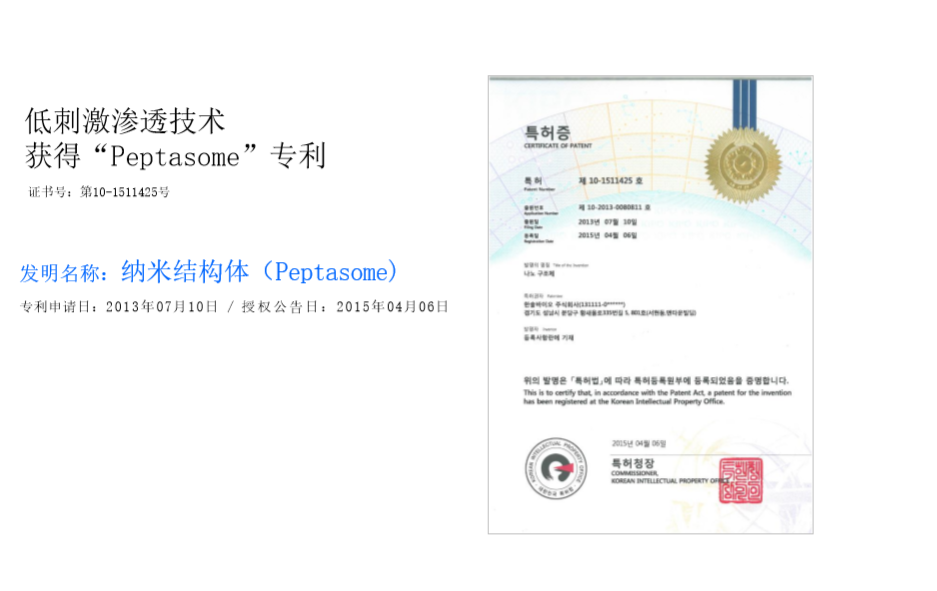 低刺激渗透技术
获得“Peptasome”专利
证书号：第10-1511425号
发明名称：纳米结构体（Peptasome）
专利申请日：2013年07月10日 / 授权公告日：2015年04月06日
특허증
CERTIFICATE OF PATENT
특허 제 10-1511425 호
Patent Number
출원번호 제 10-2013-0080811 호
Application Number
출원일 2013년 07월 10일
Filing Date
등록일 2015년 04월 06일
Registration Date
발명의 명칭 Title of the Invention
나노 구조체
특허권자 Patentee
주식회사(131111-0******)
경기도 성남시 분당구
발명자 Inventor
등록사항란에 기재
위의 발명은 「특허법」에 따라 특허등록원부에 등록되었음을 증명합니다.
This is to certify that, in accordance with the Patent Act, a patent for the invention
has been registered at the Korean Intellectual Property Office.
2015년 04월 06일
특허청장
COMMISSIONER,
KOREAN INTELLECTUAL PROPERTY OFFICE
KOREAN INTELLECTUAL PROPERTY OFFICE